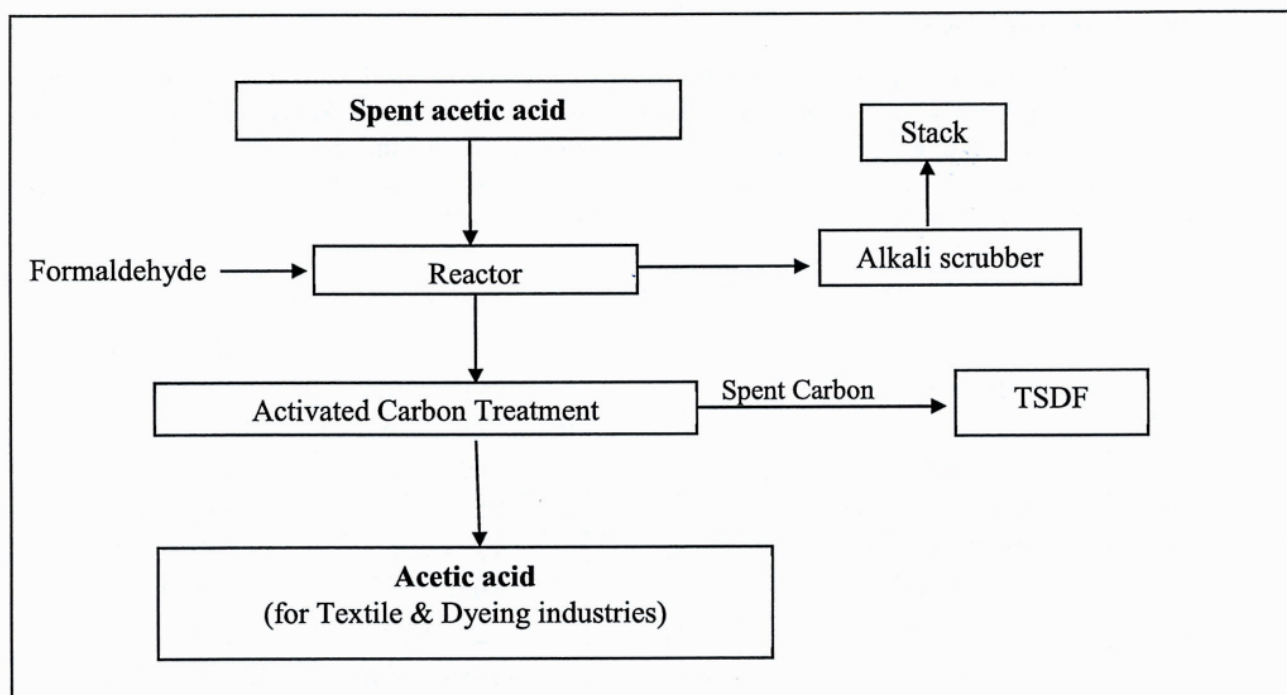 Spent acetic acid
Stack
Alkali scrubber
Formaldehyde
Reactor
Spent Carbon
TSDF
Activated Carbon Treatment
Acetic acid
(for Textile & Dyeing industries)